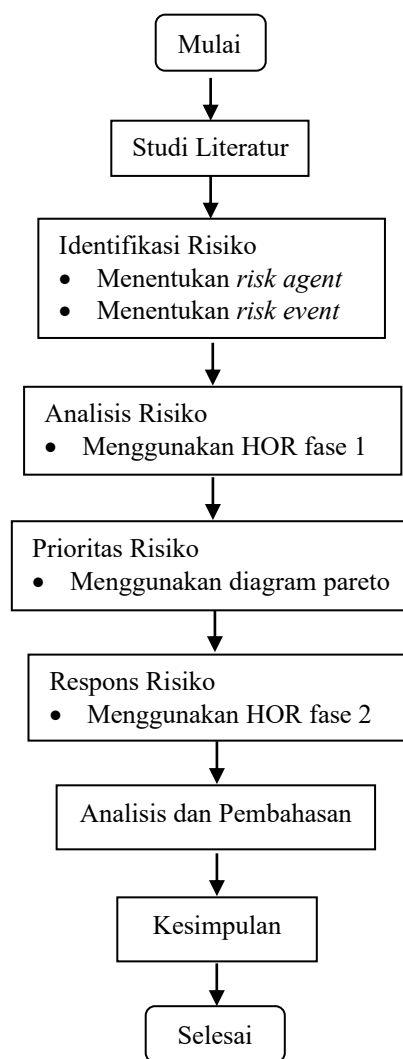 Mulai
Studi Literatur
Identifikasi Risiko
• Menentukan risk agent
• Menentukan risk event
Analisis Risiko
• Menggunakan HOR fase 1
Prioritas Risiko
• Menggunakan diagram pareto
Respons Risiko
• Menggunakan HOR fase 2
Analisis dan Pembahasan
Kesimpulan
Selesai